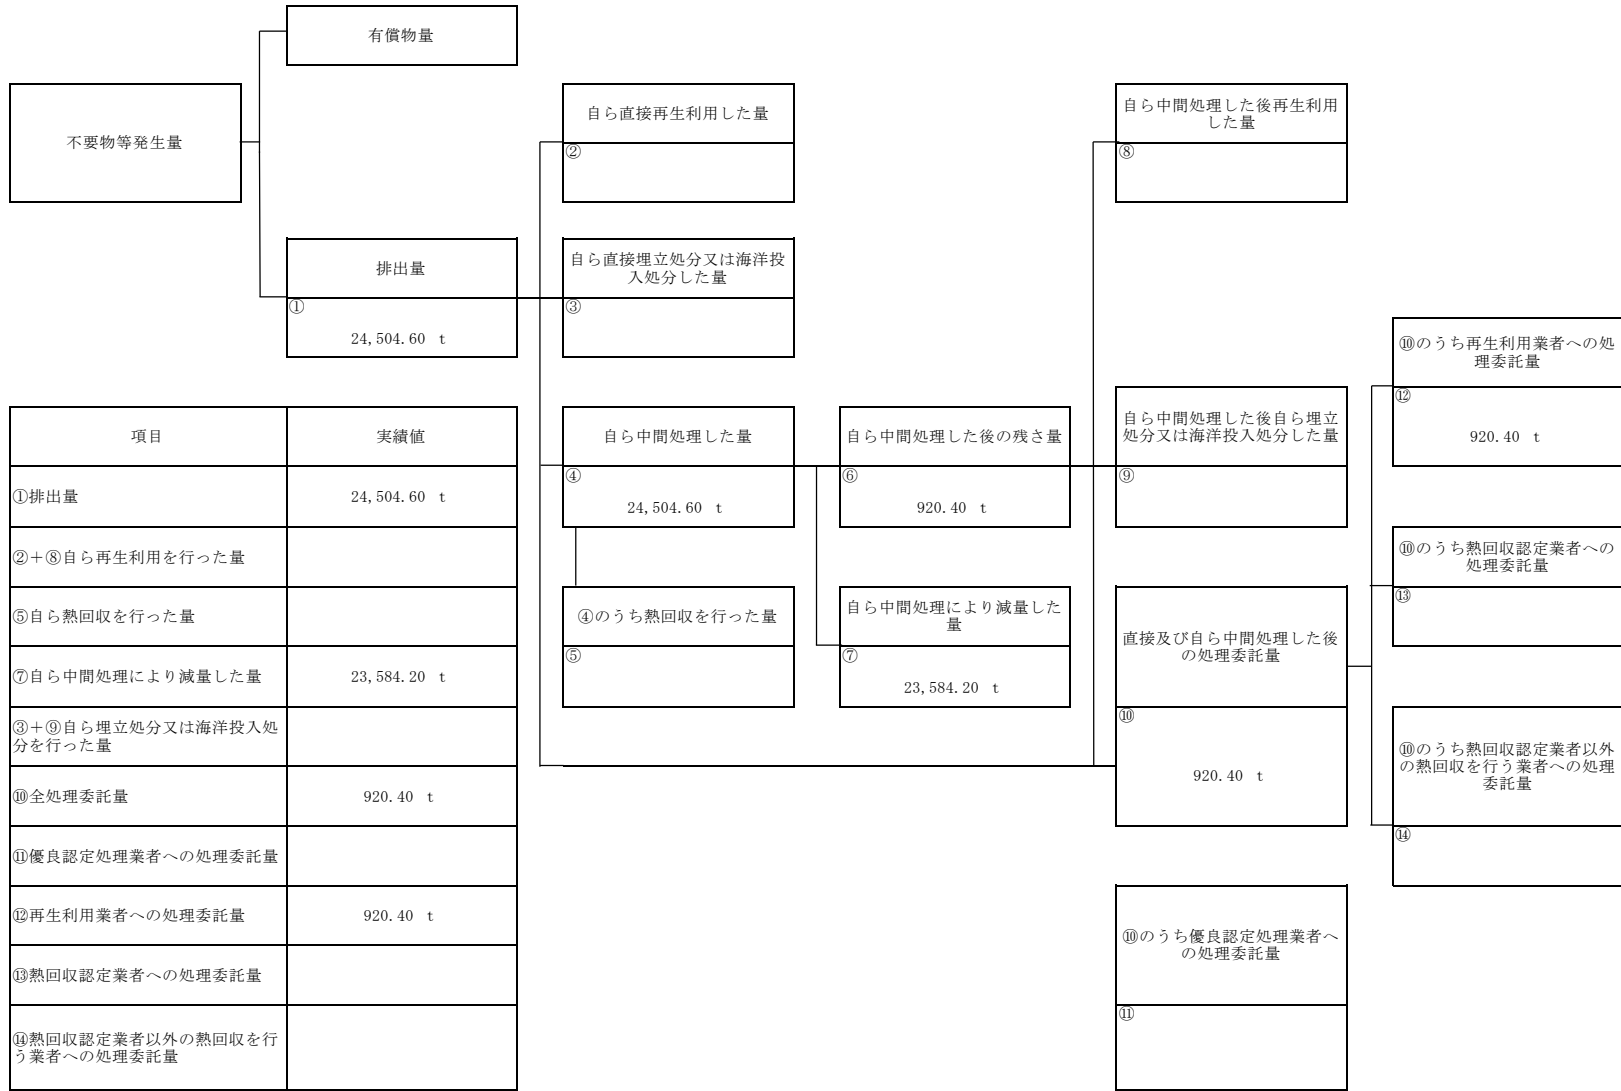 有償物量
不要物等発生量
自ら直接再生利用した量
②
自ら中間処理した後再生利用
した量
⑧
排出量
①
24,504.60 t
自ら直接埋立処分又は海洋投
入処分した量
③
⑩のうち再生利用業者への処
理委託量
⑫
920.40 t
項目
実績値
①排出量
24,504.60 t
②+⑧自ら再生利用を行った量
⑤自ら熱回収を行った量
⑦自ら中間処理により減量した量
23,584.20 t
③+⑨自ら埋立処分又は海洋投入処
分を行った量
⑩全処理委託量
920.40 t
⑪優良認定処理業者への処理委託量
⑫再生利用業者への処理委託量
920.40 t
⑬熱回収認定業者への処理委託量
⑭熱回収認定業者以外の熱回収を行
う業者への処理委託量
自ら中間処理した量
④
24,504.60 t
自ら中間処理した後の残さ量
⑥
920.40 t
自ら中間処理した後自ら埋立
処分又は海洋投入処分した量
⑨
④のうち熱回収を行った量
⑤
自ら中間処理により減量した
量
⑦
23,584.20 t
直接及び自ら中間処理した後
の処理委託量
⑩
920.40 t
⑩のうち熱回収認定業者への
処理委託量
⑬
⑩のうち熱回収認定業者以外
の熱回収を行う業者への処理
委託量
⑭
⑩のうち優良認定処理業者へ
の処理委託量
⑪